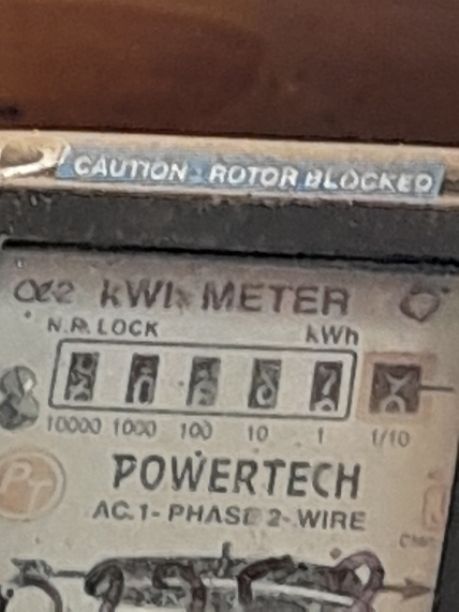 CAUTION - ROTOR BLOCKED
kWh METER
N.R. LOCK kWh
10000 1000 100 10 1 1/10
PT
POWERTECH
AC.1- PHASE 2- WIRE